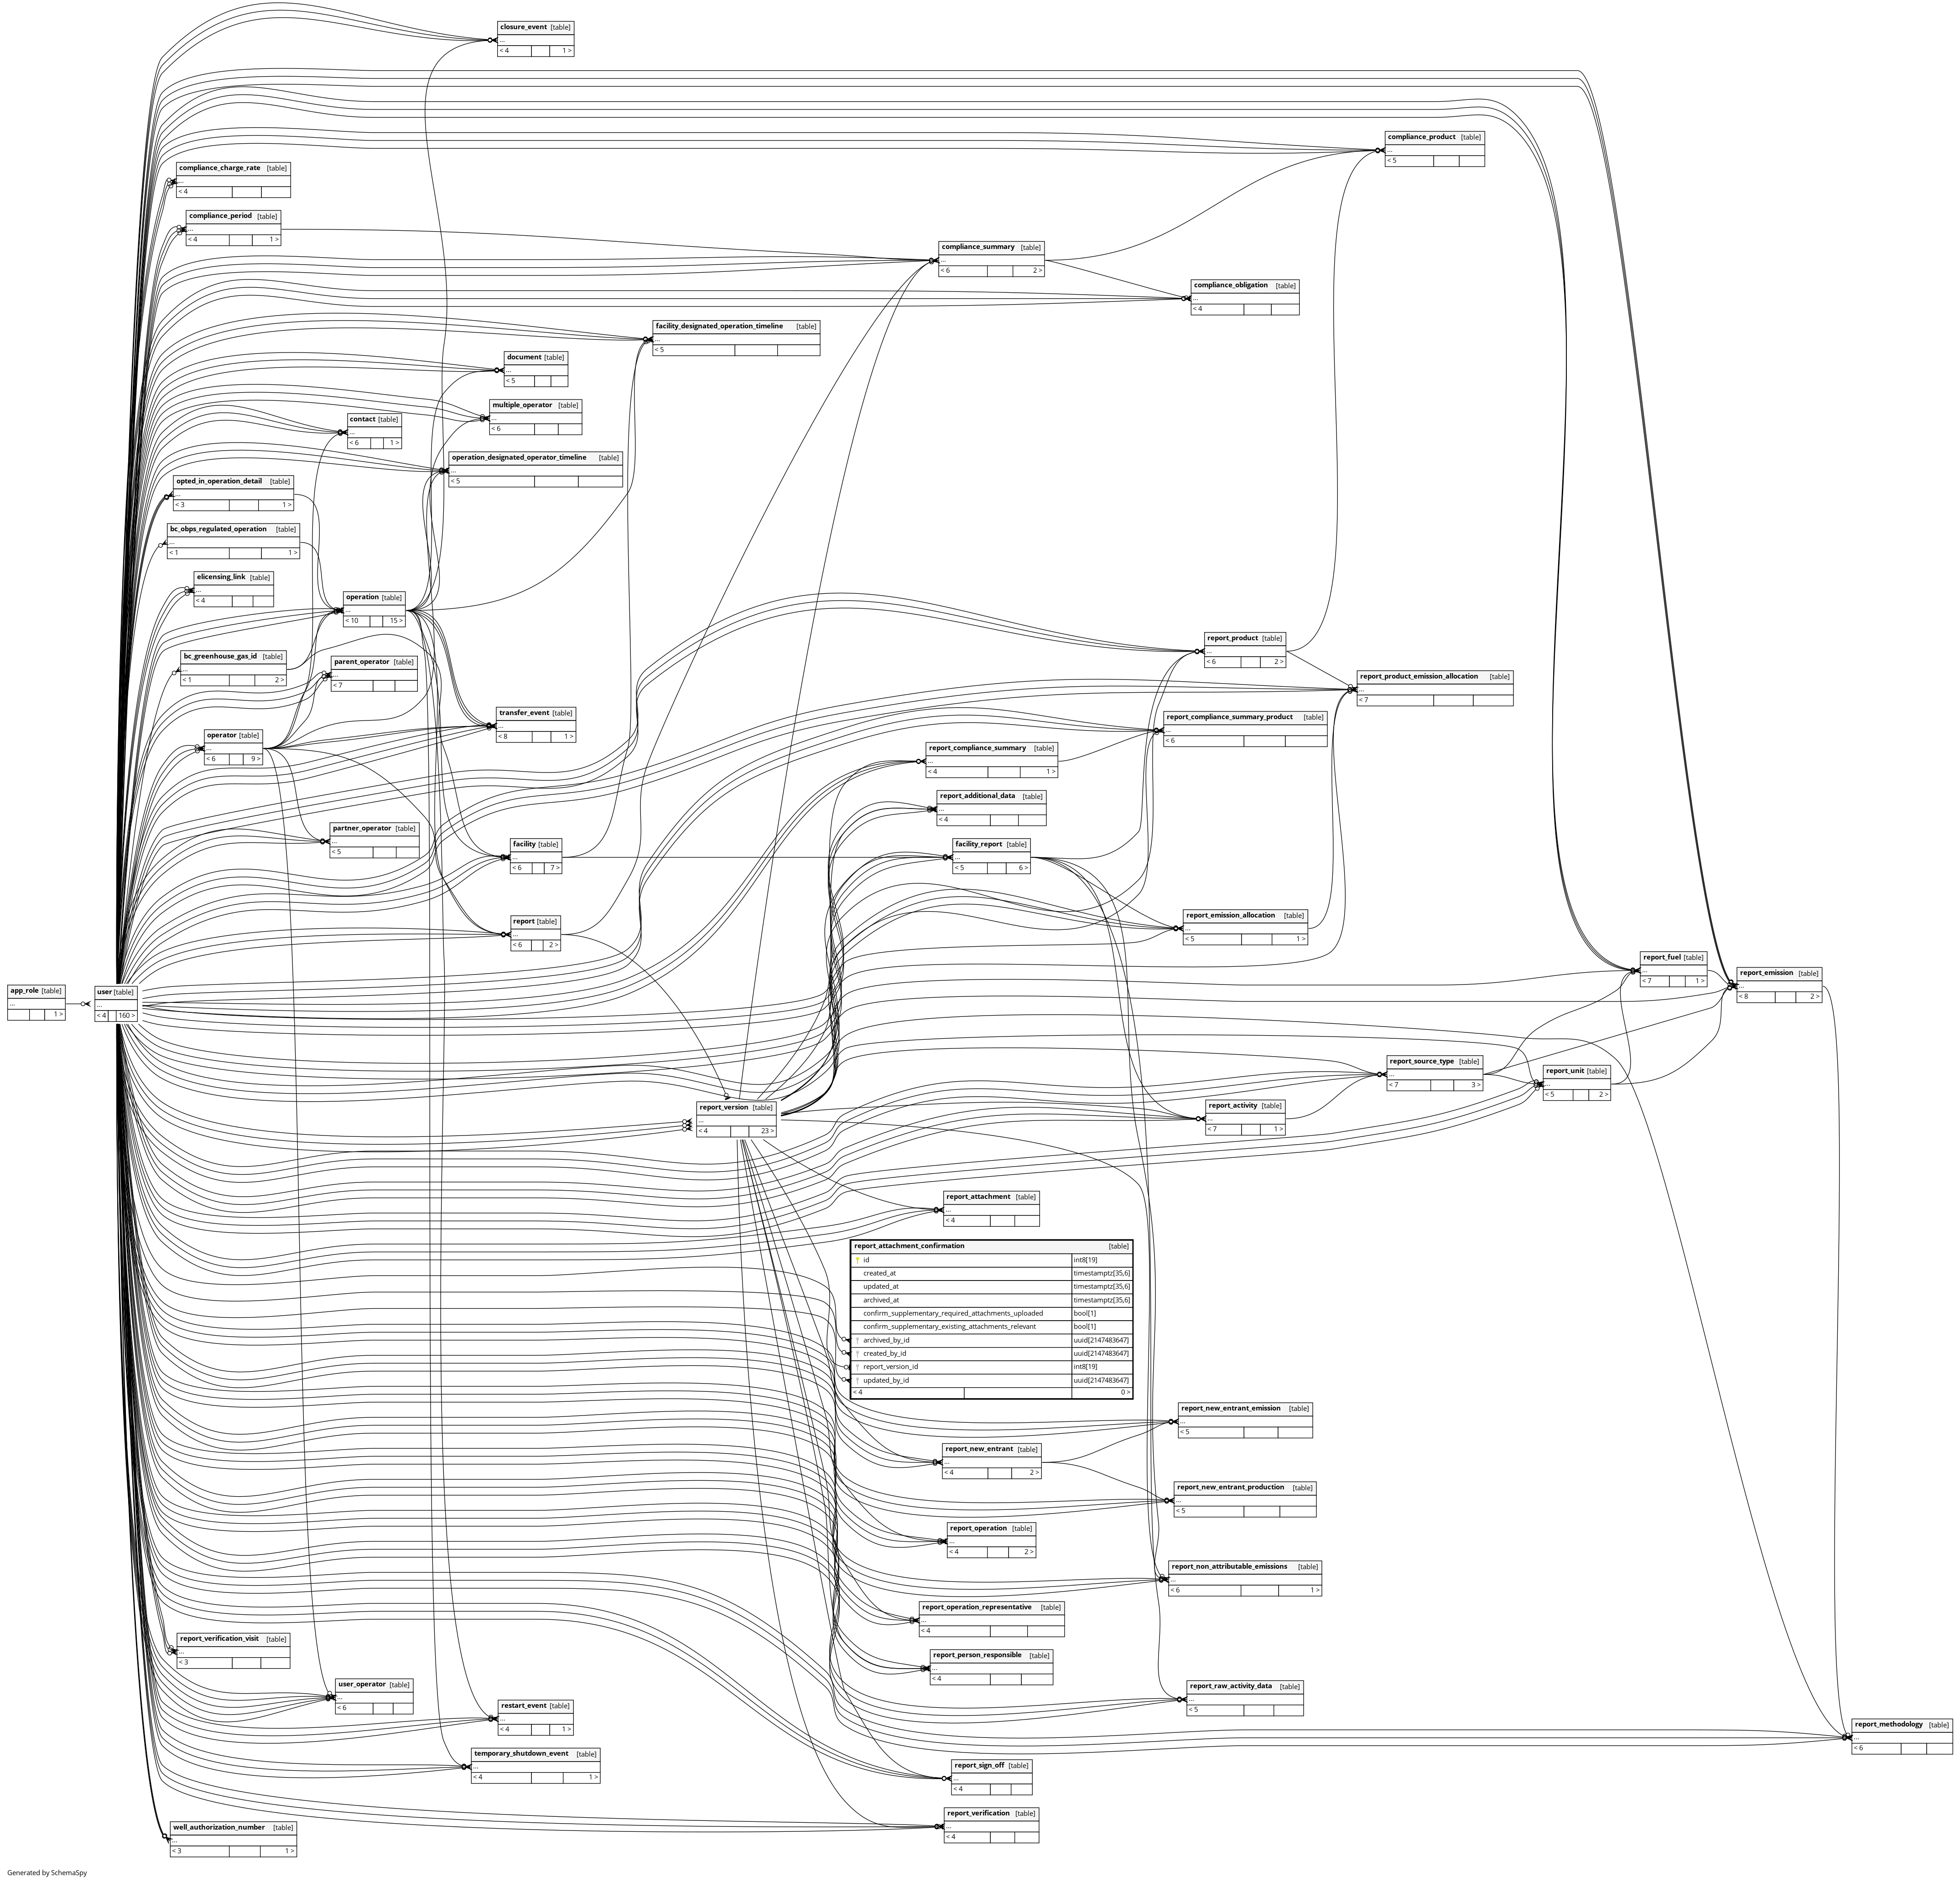 closure_event [table]
...
< 4 1 >
compliance_product [table]
...
< 5
compliance_charge_rate [table]
...
< 4
compliance_period [table]
...
< 4 1 >
compliance_summary [table]
...
< 6 2 >
compliance_obligation [table]
...
< 4
facility_designated_operation_timeline [table]
...
< 5
document [table]
...
< 5
multiple_operator [table]
...
< 6
contact [table]
...
< 6 1 >
operation_designated_operator_timeline [table]
...
< 5
opted_in_operation_detail [table]
...
< 3 1 >
bc_obps_regulated_operation [table]
...
< 1 1 >
elicensing_link [table]
...
< 4
operation [table]
...
< 10 15 >
report_product [table]
...
< 6 2 >
bc_greenhouse_gas_id [table]
...
< 1 2 >
parent_operator [table]
...
< 7
report_product_emission_allocation [table]
...
< 7
transfer_event [table]
...
< 8 1 >
report_compliance_summary_product [table]
...
< 6
operator [table]
...
< 6 9 >
report_compliance_summary [table]
...
< 4 1 >
report_additional_data [table]
...
< 4
partner_operator [table]
...
< 5
facility [table]
...
< 6 7 >
facility_report [table]
...
< 5 6 >
report [table]
...
< 6 2 >
report_emission_allocation [table]
...
< 5 1 >
report_fuel [table]
...
< 7 1 >
report_emission [table]
...
< 8 2 >
app_role [table]
...
1 >
user [table]
...
< 4 160 >
report_source_type [table]
...
< 7 3 >
report_unit [table]
...
< 5 2 >
report_version [table]
...
< 4 23 >
report_activity [table]
...
< 7 1 >
report_attachment [table]
...
< 4
report_attachment_confirmation [table]
id int8[19]
created_at timestamptz[35,6]
updated_at timestamptz[35,6]
archived_at timestamptz[35,6]
confirm_supplementary_required_attachments_uploaded bool[1]
confirm_supplementary_existing_attachments_relevant bool[1]
archived_by_id uuid[2147483647]
created_by_id uuid[2147483647]
report_version_id int8[19]
updated_by_id uuid[2147483647]
< 4 0 >
report_new_entrant_emission [table]
...
< 5
report_new_entrant [table]
...
< 4 2 >
report_new_entrant_production [table]
...
< 5
report_operation [table]
...
< 4 2 >
report_non_attributable_emissions [table]
...
< 6 1 >
report_operation_representative [table]
...
< 4
report_verification_visit [table]
...
< 3
report_person_responsible [table]
...
< 4
user_operator [table]
...
< 6
report_raw_activity_data [table]
...
< 5
restart_event [table]
...
< 4 1 >
report_methodology [table]
...
< 6
temporary_shutdown_event [table]
...
< 4 1 >
report_sign_off [table]
...
< 4
report_verification [table]
...
< 4
well_authorization_number [table]
...
< 3 1 >
Generated by SchemaSpy